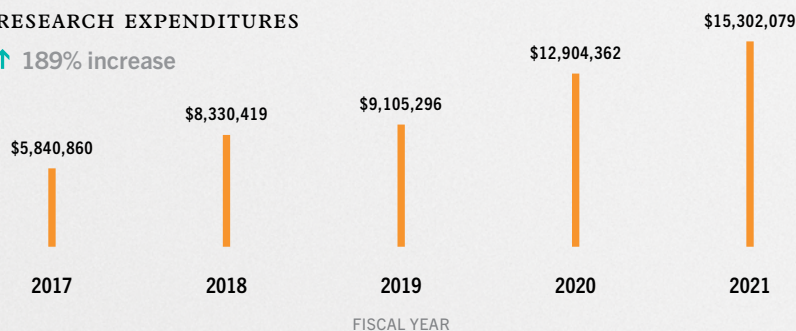 RESEARCH EXPENDITURES
↑ 189% increase
$5,840,860
$8,330,419
$9,105,296
$12,904,362
$15,302,079
2017 2018 2019 2020 2021
FISCAL YEAR